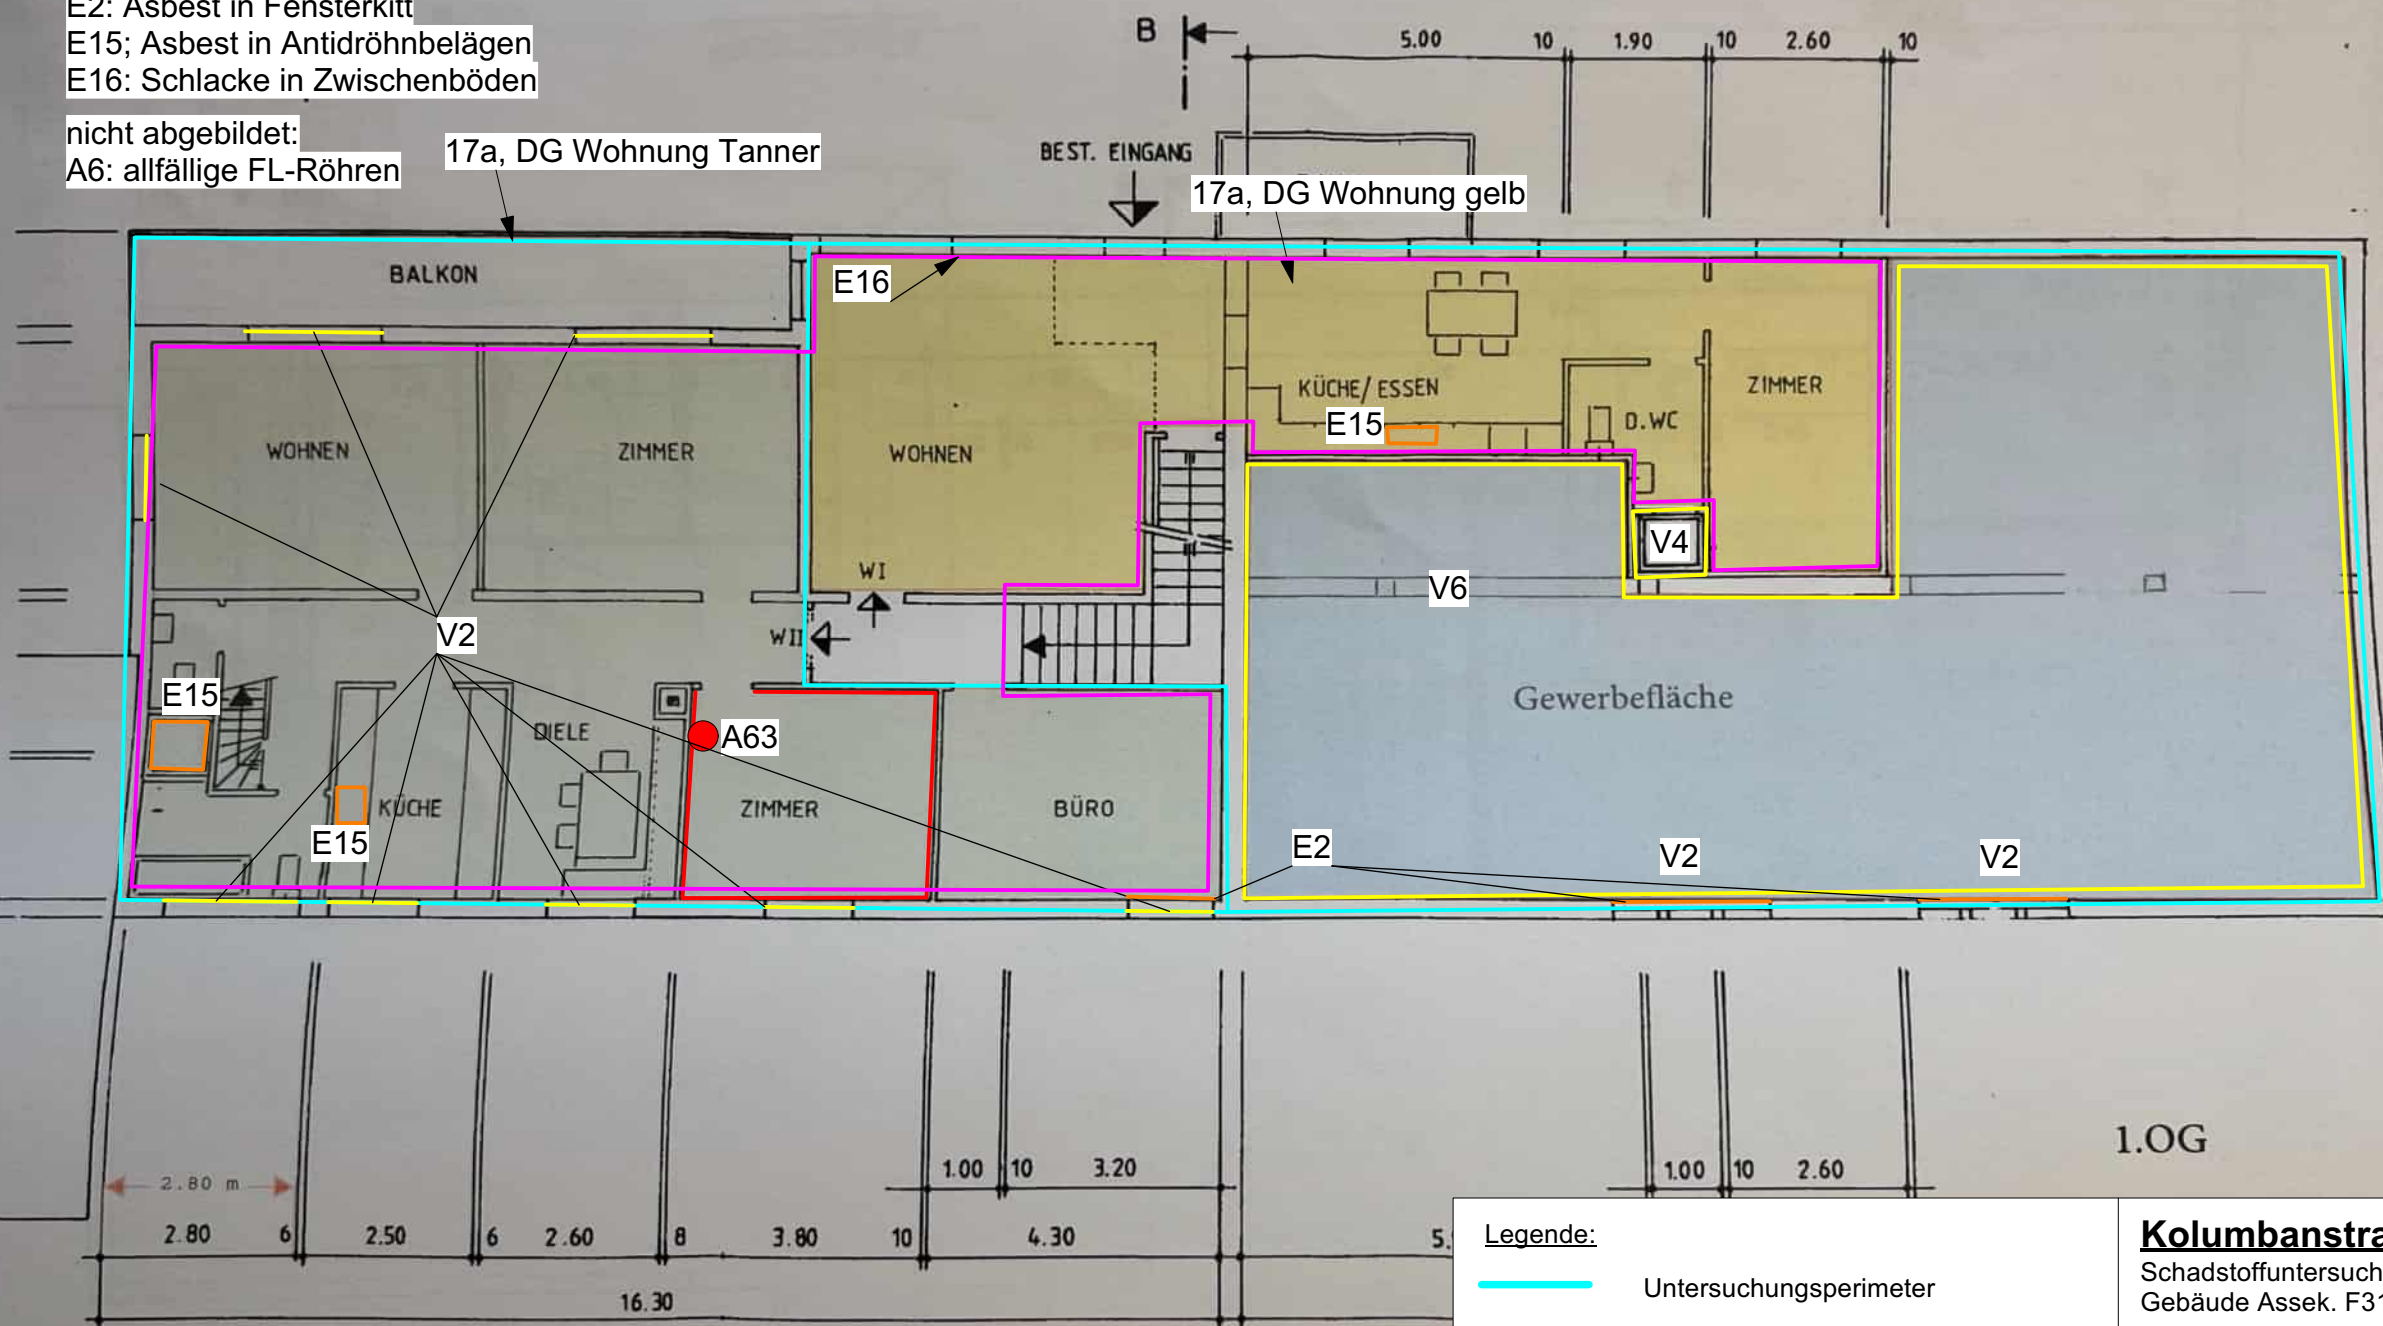 E2: Asbest in Fensterkitt
E15; Asbest in Antidröhnbelägen
E16: Schlacke in Zwischenböden
nicht abgebildet:
A6: allfällige FL-Röhren
17a, DG Wohnung Tanner
B
5.00 10 1.90 10 2.60 10
BEST. EINGANG
17a, DG Wohnung gelb
BALKON
E16
KÜCHE/ESSEN
ZIMMER
E15
D.WC
WOHNEN
ZIMMER
WOHNEN
V4
WI
V6
V2
WII
E15
Gewerbefläche
DIELE
A63
KÜCHE
ZIMMER
BÜRO
E15
E2
V2
V2
1.OG
1.00 10 3.20
1.00 10 2.60
2.80 m
2.80 6 2.50 6 2.60 8 3.80 10 4.30
5.
16.30
Legende:
Untersuchungsperimeter
Kolumbanstra
Schadstoffuntersuch
Gebäude Assek. F31